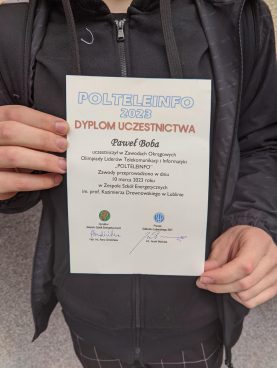 POLTELEINFO
2023
DYPLOM UCZESTNICTWA
Paweł Boba
uczestniczył w Zawodach Okręgowych
Olimpiady Liderów Telekomunikacji i Informatyki
„POLTELEINFO"
Zawody przeprowadzono w dniu
10 marca 2023 roku
w Zespole Szkół Energetycznych
im. prof. Kazimierza Drewnowskiego w Lublinie